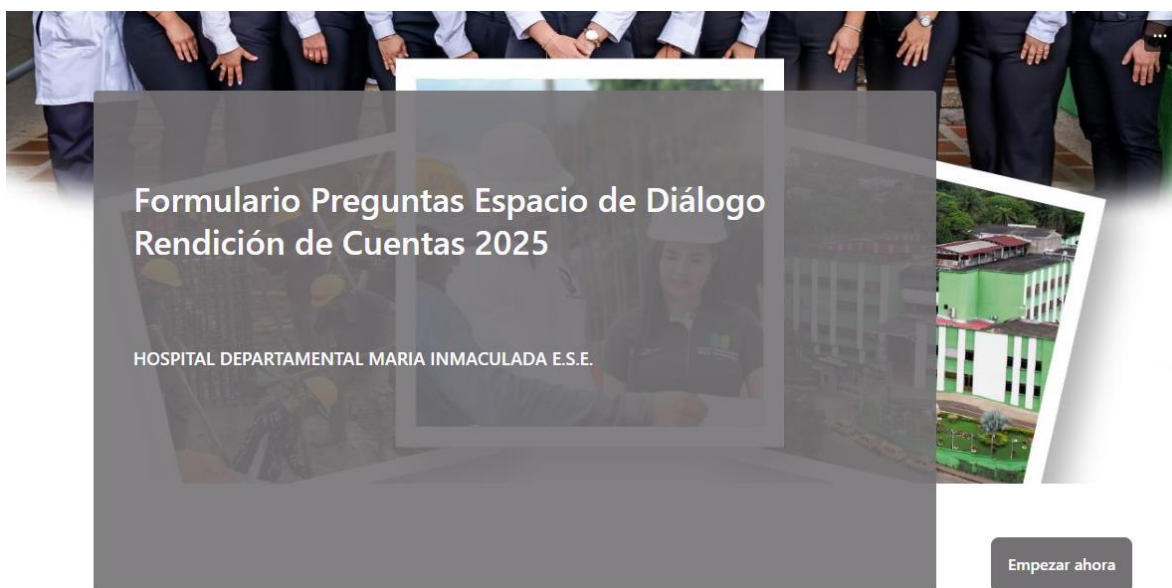 Formulario Preguntas Espacio de Diálogo
Rendición de Cuentas 2025
HOSPITAL DEPARTAMENTAL MARIA INMACULADA E.S.E.
Empezar ahora